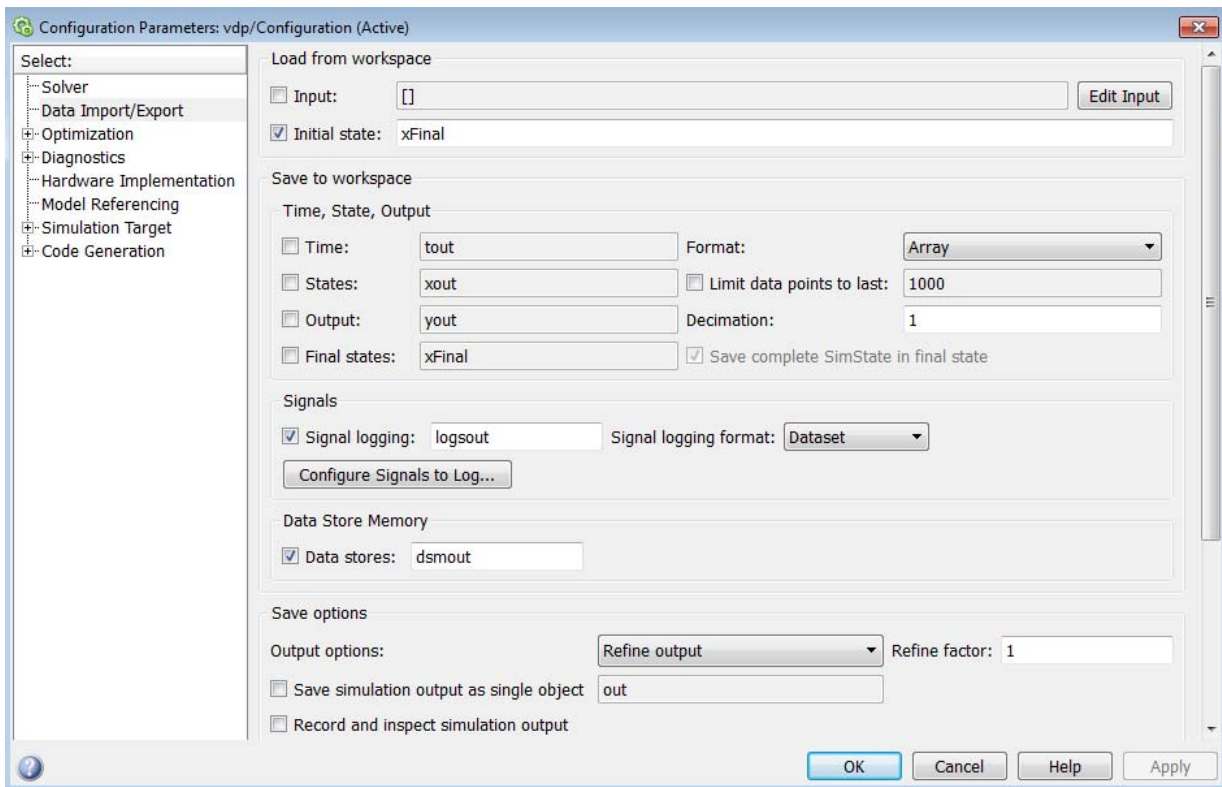 Configuration Parameters: vdp/Configuration (Active)
Select:
Solver
Data Import/Export
Optimization
Diagnostics
Hardware Implementation
Model Referencing
Simulation Target
Code Generation
Load from workspace
Input: [] Edit Input
Initial state: xFinal
Save to workspace
Time, State, Output
Time: tout Format: Array
States: xout Limit data points to last: 1000
Output: yout Decimation: 1
Final states: xFinal Save complete SimState in final state
Signals
Signal logging: logsout Signal logging format: Dataset
Configure Signals to Log...
Data Store Memory
Data stores: dsmout
Save options
Output options: Refine output Refine factor: 1
Save simulation output as single object out
Record and inspect simulation output
OK Cancel Help Apply